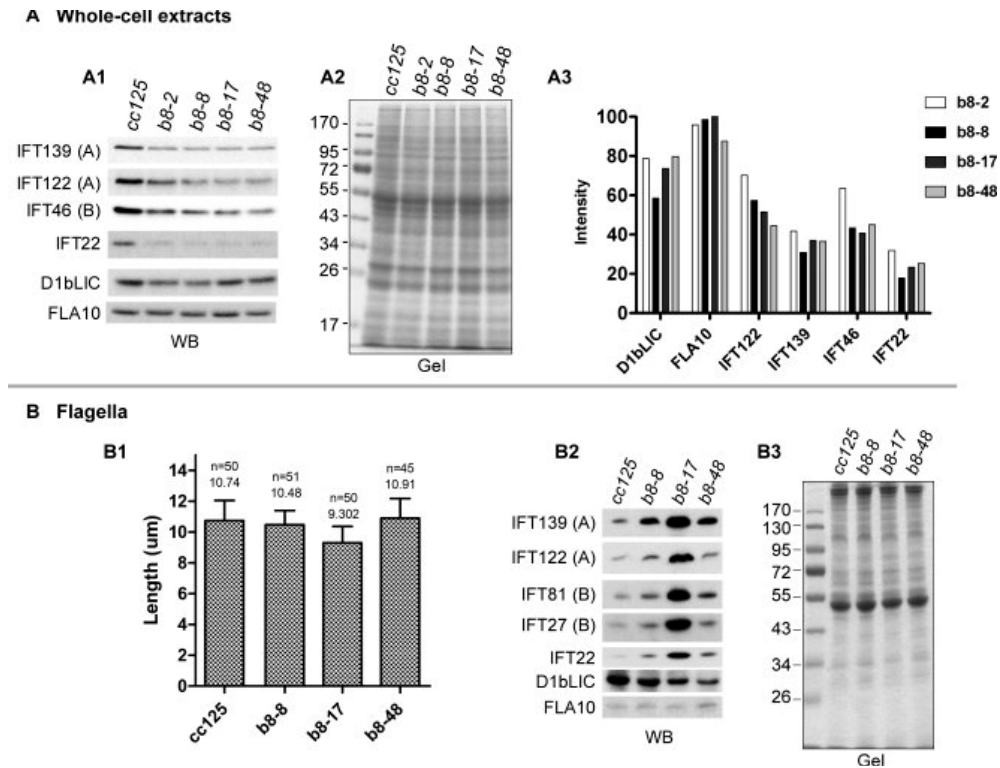 A Whole-cell extracts
A1
cc125 b8-2 b8-8 b8-17 b8-48
IFT139 (A)
IFT122 (A)
IFT46 (B)
IFT22
D1bLIC
FLA10
WB
A2
cc125 b8-2 b8-8 b8-17 b8-48
170
95
72
55
43
34
26
17
Gel
A3
Intensity
100
80
60
40
20
0
D1bLIC FLA10 IFT122 IFT139 IFT46 IFT22
b8-2
b8-8
b8-17
b8-48
B Flagella
B1
Length (um)
14
12
10
8
6
4
2
0
n=50
10.74
n=51
10.48
n=50
9.302
n=45
10.91
cc125 b8-8 b8-17 b8-48
B2
cc125 b8-8 b8-17 b8-48
IFT139 (A)
IFT122 (A)
IFT81 (B)
IFT27 (B)
IFT22
D1bLIC
FLA10
WB
B3
cc125 b8-8 b8-17 b8-48
170
130
95
72
55
43
34
26
Gel